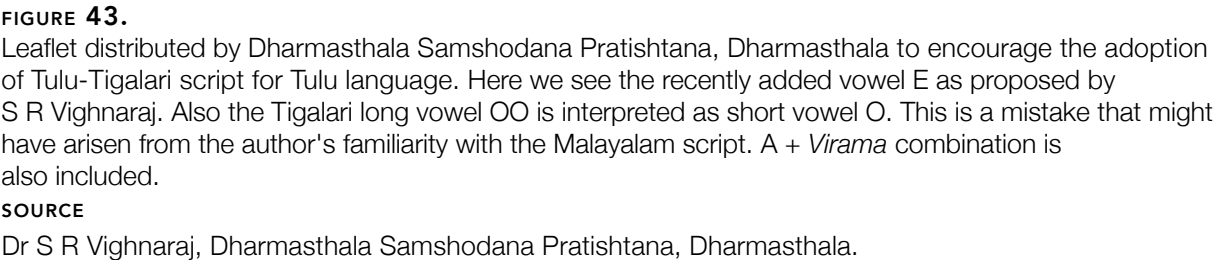 FIGURE 43.
Leaflet distributed by Dharmasthala Samshodana Pratishtana, Dharmasthala to encourage the adoption
of Tulu-Tigalari script for Tulu language. Here we see the recently added vowel E as proposed by
S R Vighnaraj. Also the Tigalari long vowel OO is interpreted as short vowel O. This is a mistake that might
have arisen from the author's familiarity with the Malayalam script. A + Virama combination is
also included.
SOURCE
Dr S R Vighnaraj, Dharmasthala Samshodana Pratishtana, Dharmasthala.